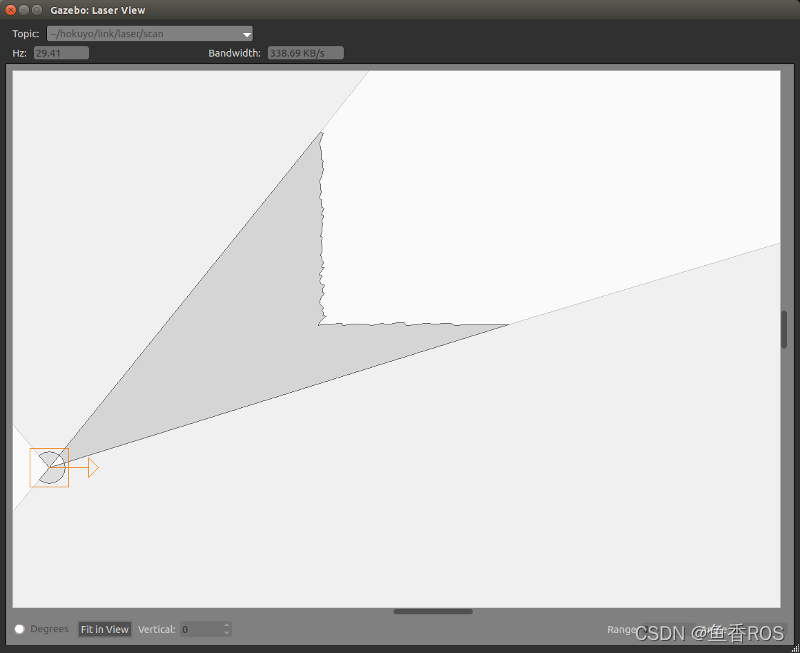 Gazebo: Laser View
Topic: ~/hokuyo/link/laser/scan
Hz: 29.41 Bandwidth: 338.69 KB/s
Degrees Fit in View Vertical: 0 Range
CSDN @鱼香ROS